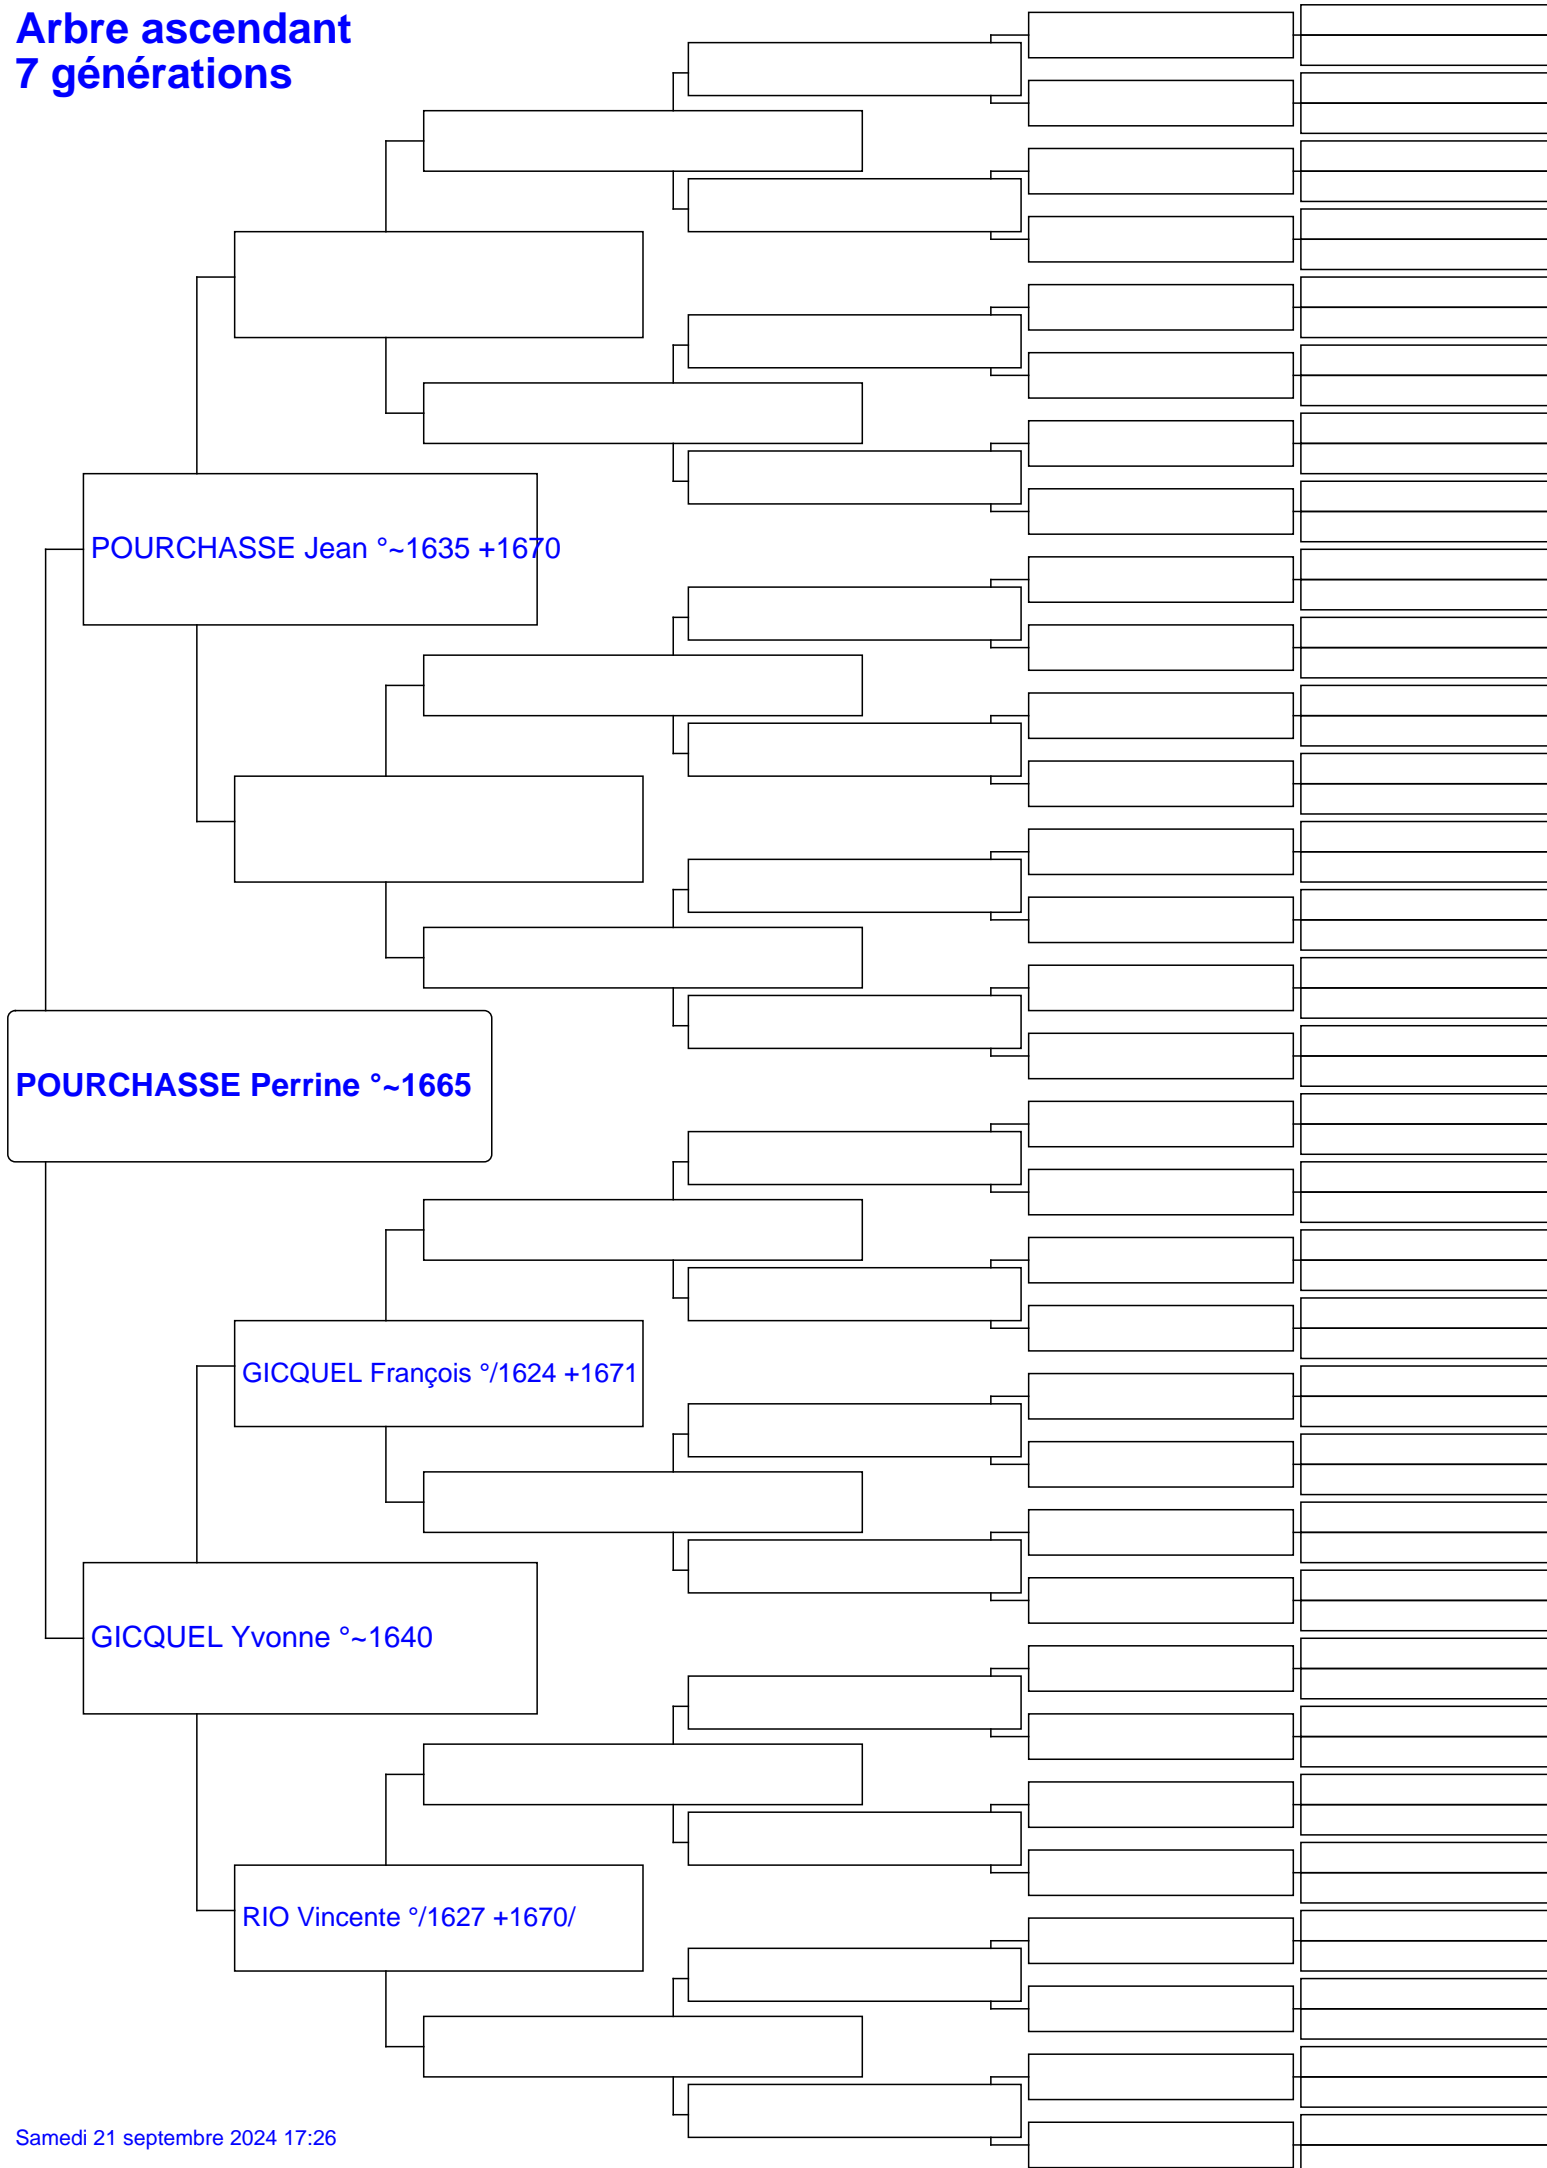 Arbre ascendant
7 générations
POURCHASSE Jean °~1635 +1670
POURCHASSE Perrine °~1665
GICQUEL François °/1624 +1671
GICQUEL Yvonne °~1640
RIO Vincente °/1627 +1670/
Samedi 21 septembre 2024 17:26